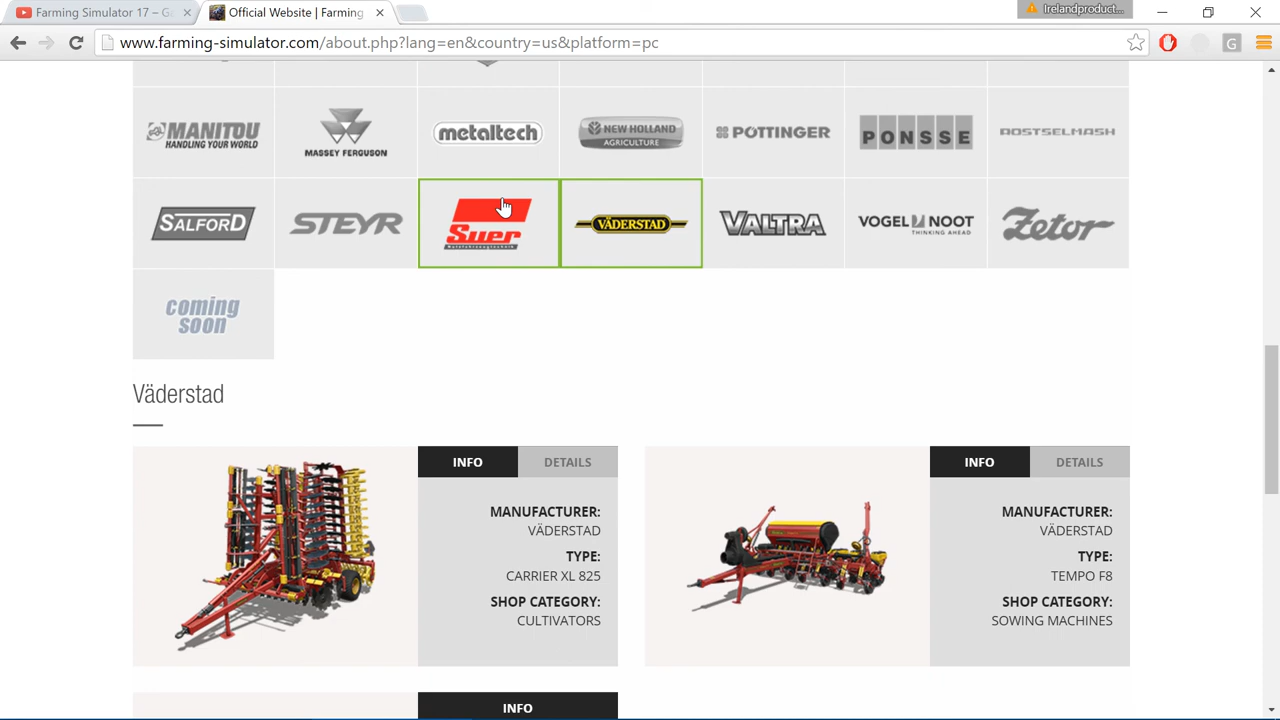 Farming Simulator 17 – G
Official Website | Farming
Irelandproduct...
www.farming-simulator.com/about.php?lang=en&country=us&platform=pc
G
MANITOU
HANDLING YOUR WORLD
MASSEY FERGUSON
metaltech
NEW HOLLAND
AGRICULTURE
PÖTTINGER
PONSSE
ROSTSELMASH
SALFORD
STEYR
Suer
Nutzfahrzeugtechnik
VÄDERSTAD
VALTRA
VOGEL NOOT
THINKING AHEAD
Zetor
coming
soon
Väderstad
INFO DETAILS
MANUFACTURER:
VÄDERSTAD
TYPE:
CARRIER XL 825
SHOP CATEGORY:
CULTIVATORS
INFO DETAILS
MANUFACTURER:
VÄDERSTAD
TYPE:
TEMPO F8
SHOP CATEGORY:
SOWING MACHINES
INFO